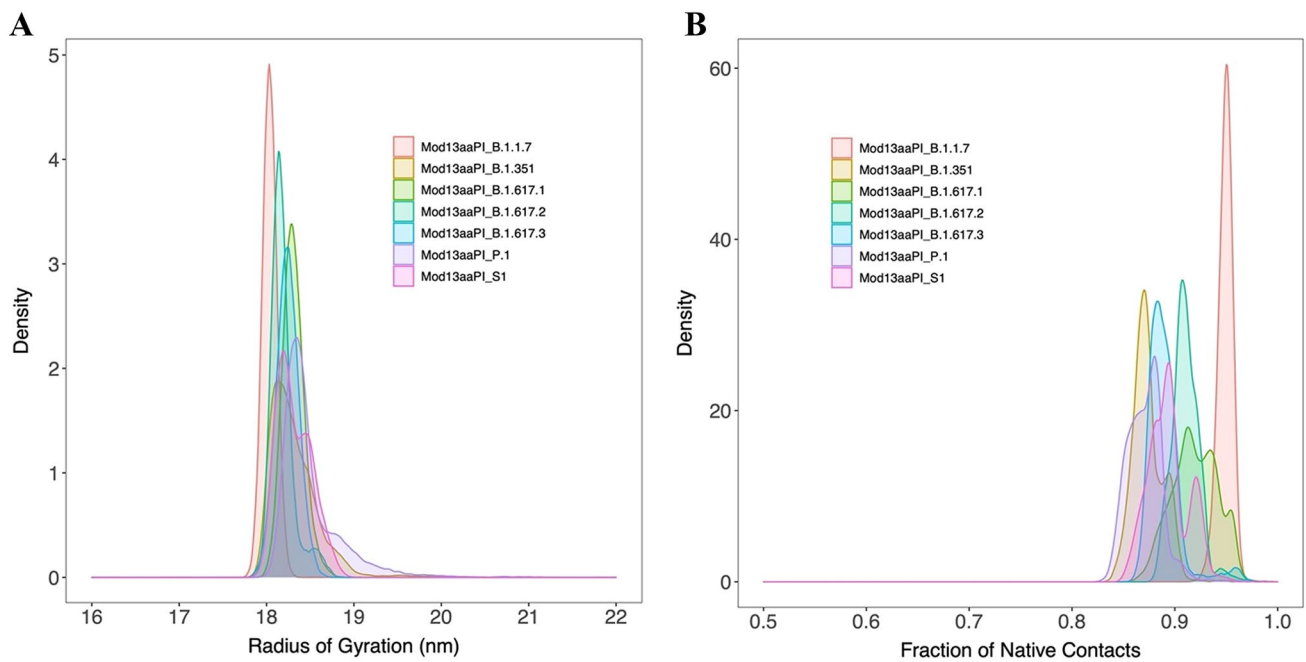 A
5
4
3
2
1
0
Density
Mod13aaPI_B.1.1.7
Mod13aaPI_B.1.351
Mod13aaPI_B.1.617.1
Mod13aaPI_B.1.617.2
Mod13aaPI_B.1.617.3
Mod13aaPI_P.1
Mod13aaPI_S1
16 17 18 19 20 21 22
Radius of Gyration (nm)
B
60
40
20
0
Density
Mod13aaPI_B.1.1.7
Mod13aaPI_B.1.351
Mod13aaPI_B.1.617.1
Mod13aaPI_B.1.617.2
Mod13aaPI_B.1.617.3
Mod13aaPI_P.1
Mod13aaPI_S1
0.5 0.6 0.7 0.8 0.9 1.0
Fraction of Native Contacts